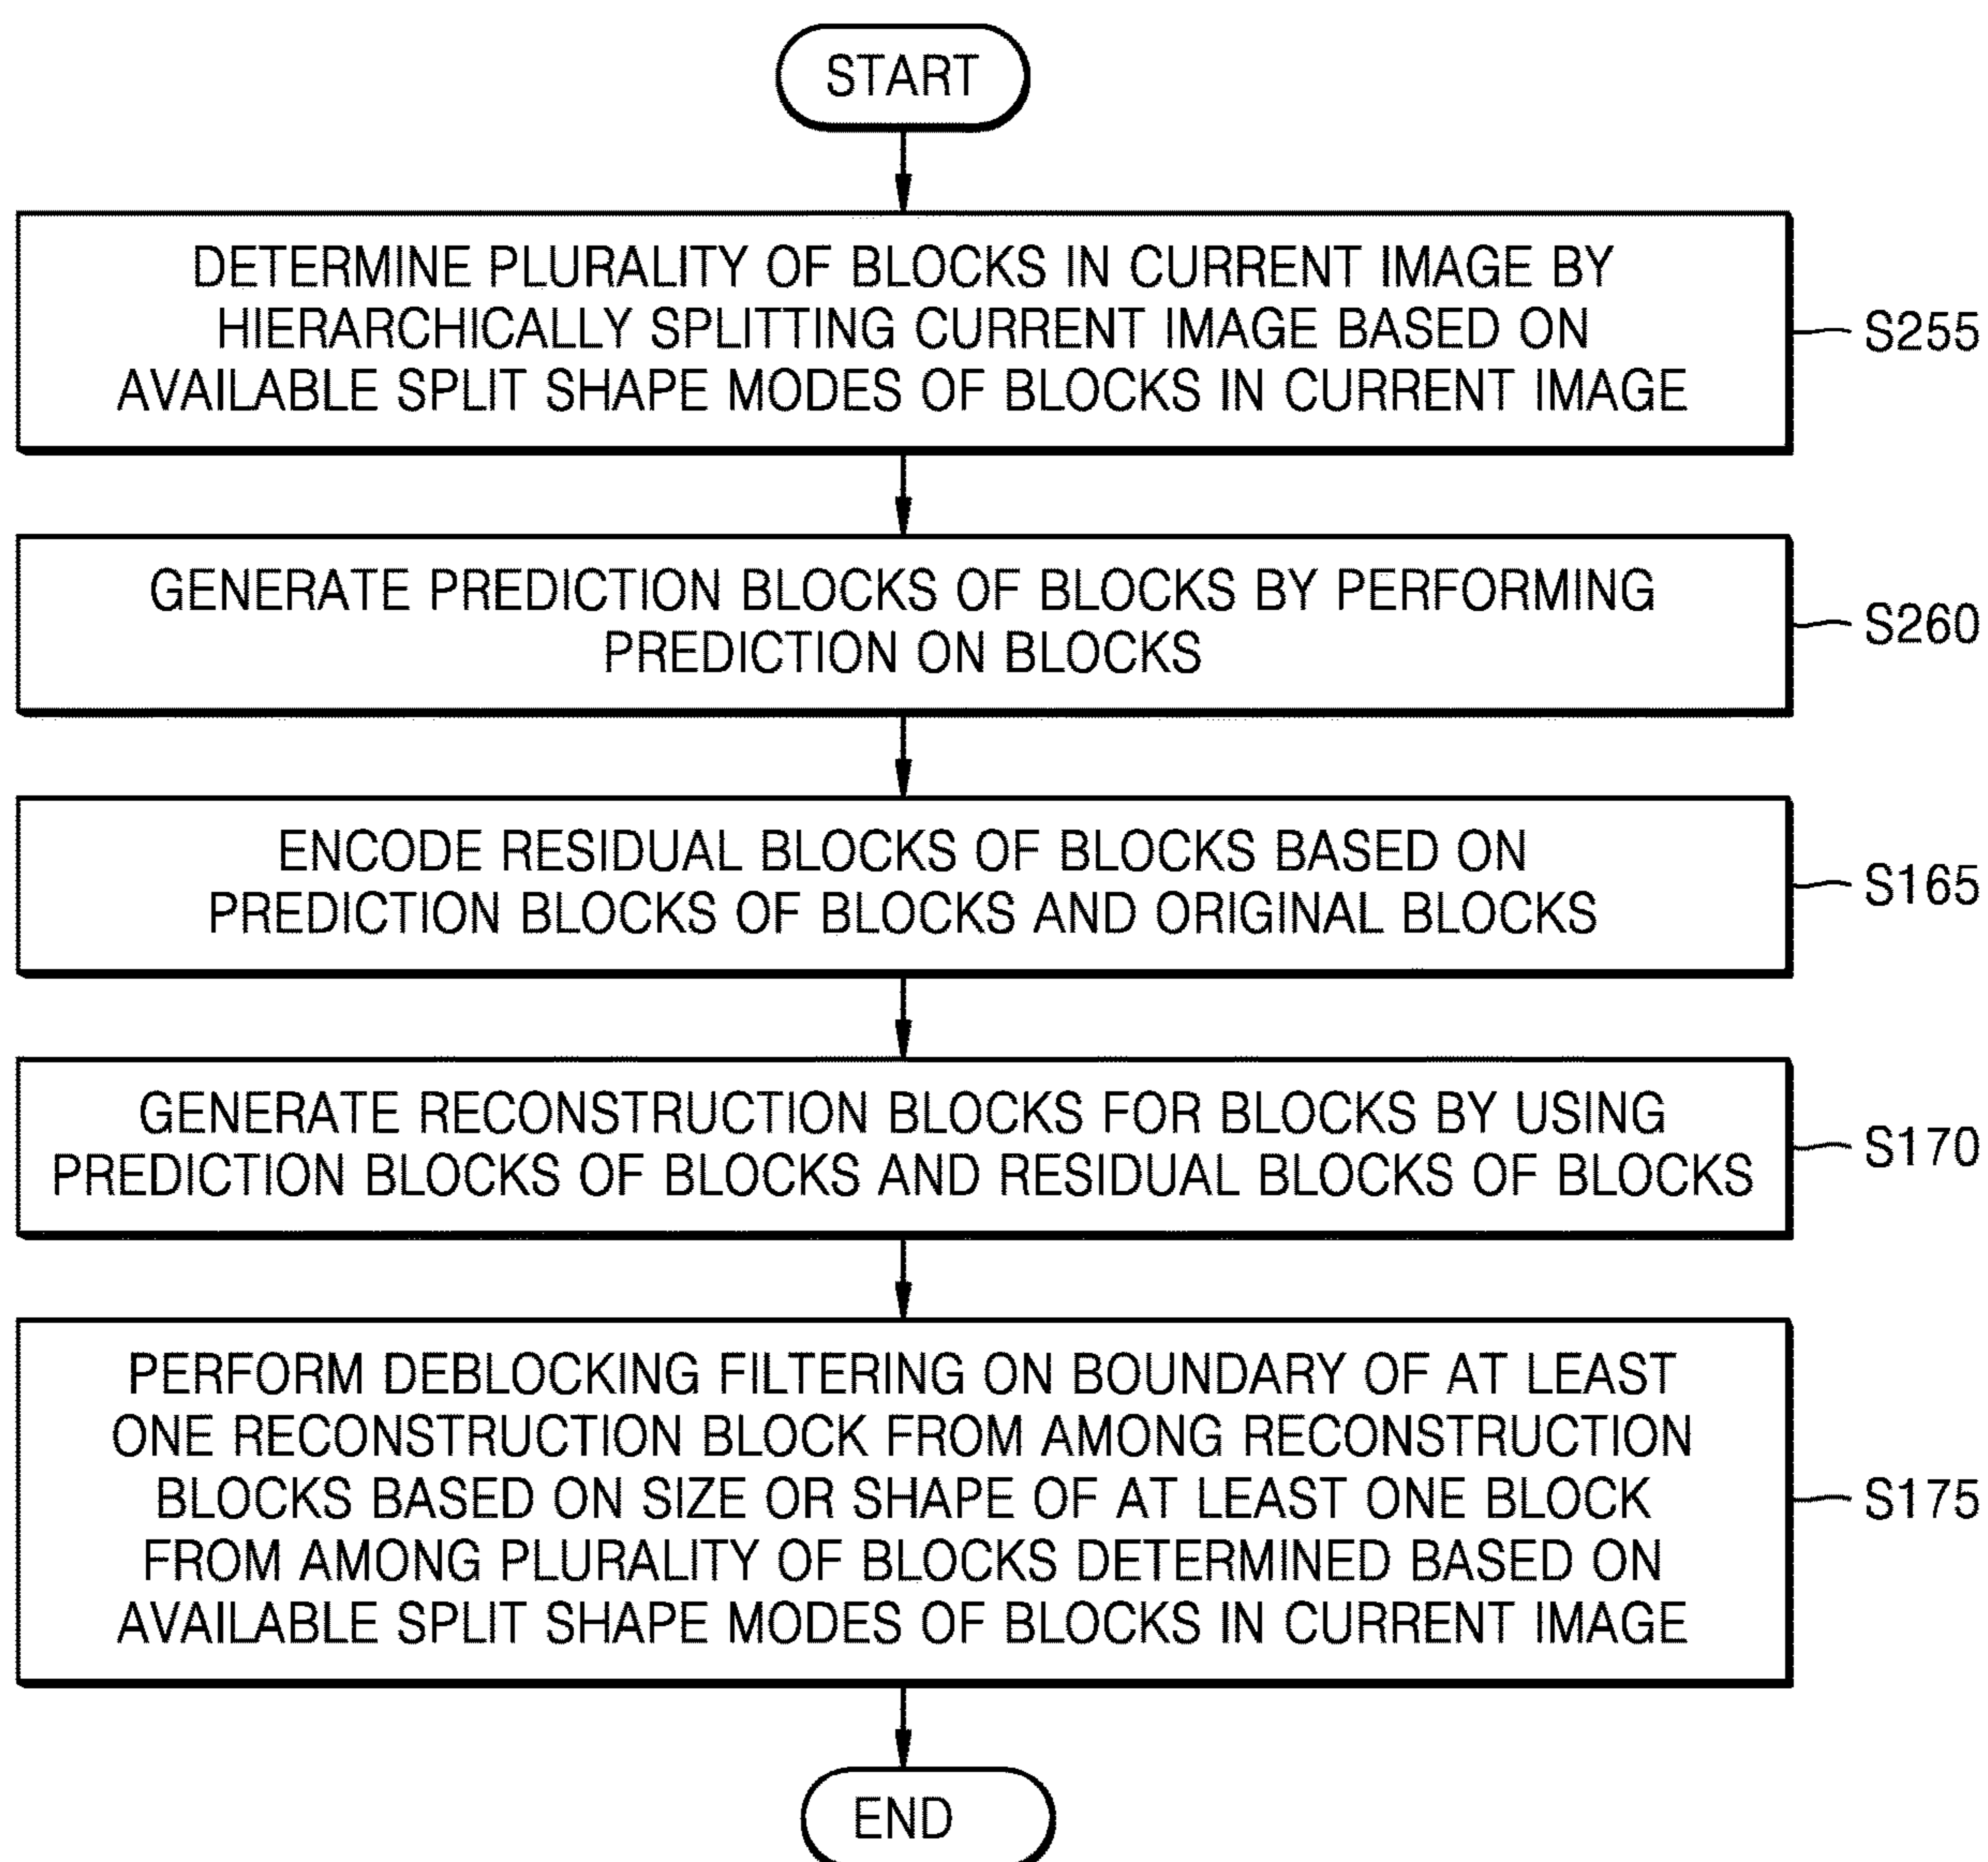 START
DETERMINE PLURALITY OF BLOCKS IN CURRENT IMAGE BY
HIERARCHICALLY SPLITTING CURRENT IMAGE BASED ON
AVAILABLE SPLIT SHAPE MODES OF BLOCKS IN CURRENT IMAGE
S255
GENERATE PREDICTION BLOCKS OF BLOCKS BY PERFORMING
PREDICTION ON BLOCKS
S260
ENCODE RESIDUAL BLOCKS OF BLOCKS BASED ON
PREDICTION BLOCKS OF BLOCKS AND ORIGINAL BLOCKS
S165
GENERATE RECONSTRUCTION BLOCKS FOR BLOCKS BY USING
PREDICTION BLOCKS OF BLOCKS AND RESIDUAL BLOCKS OF BLOCKS
S170
PERFORM DEBLOCKING FILTERING ON BOUNDARY OF AT LEAST
ONE RECONSTRUCTION BLOCK FROM AMONG RECONSTRUCTION
BLOCKS BASED ON SIZE OR SHAPE OF AT LEAST ONE BLOCK
FROM AMONG PLURALITY OF BLOCKS DETERMINED BASED ON
AVAILABLE SPLIT SHAPE MODES OF BLOCKS IN CURRENT IMAGE
S175
END